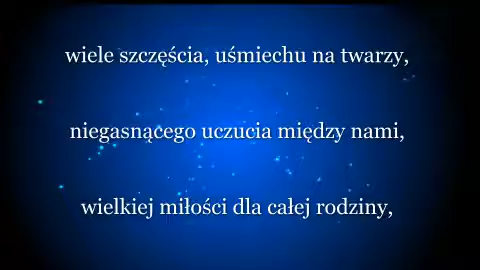 wiele szczęścia, uśmiechu na twarzy,
niegasnącego uczucia między nami,
wielkiej miłości dla całej rodziny,